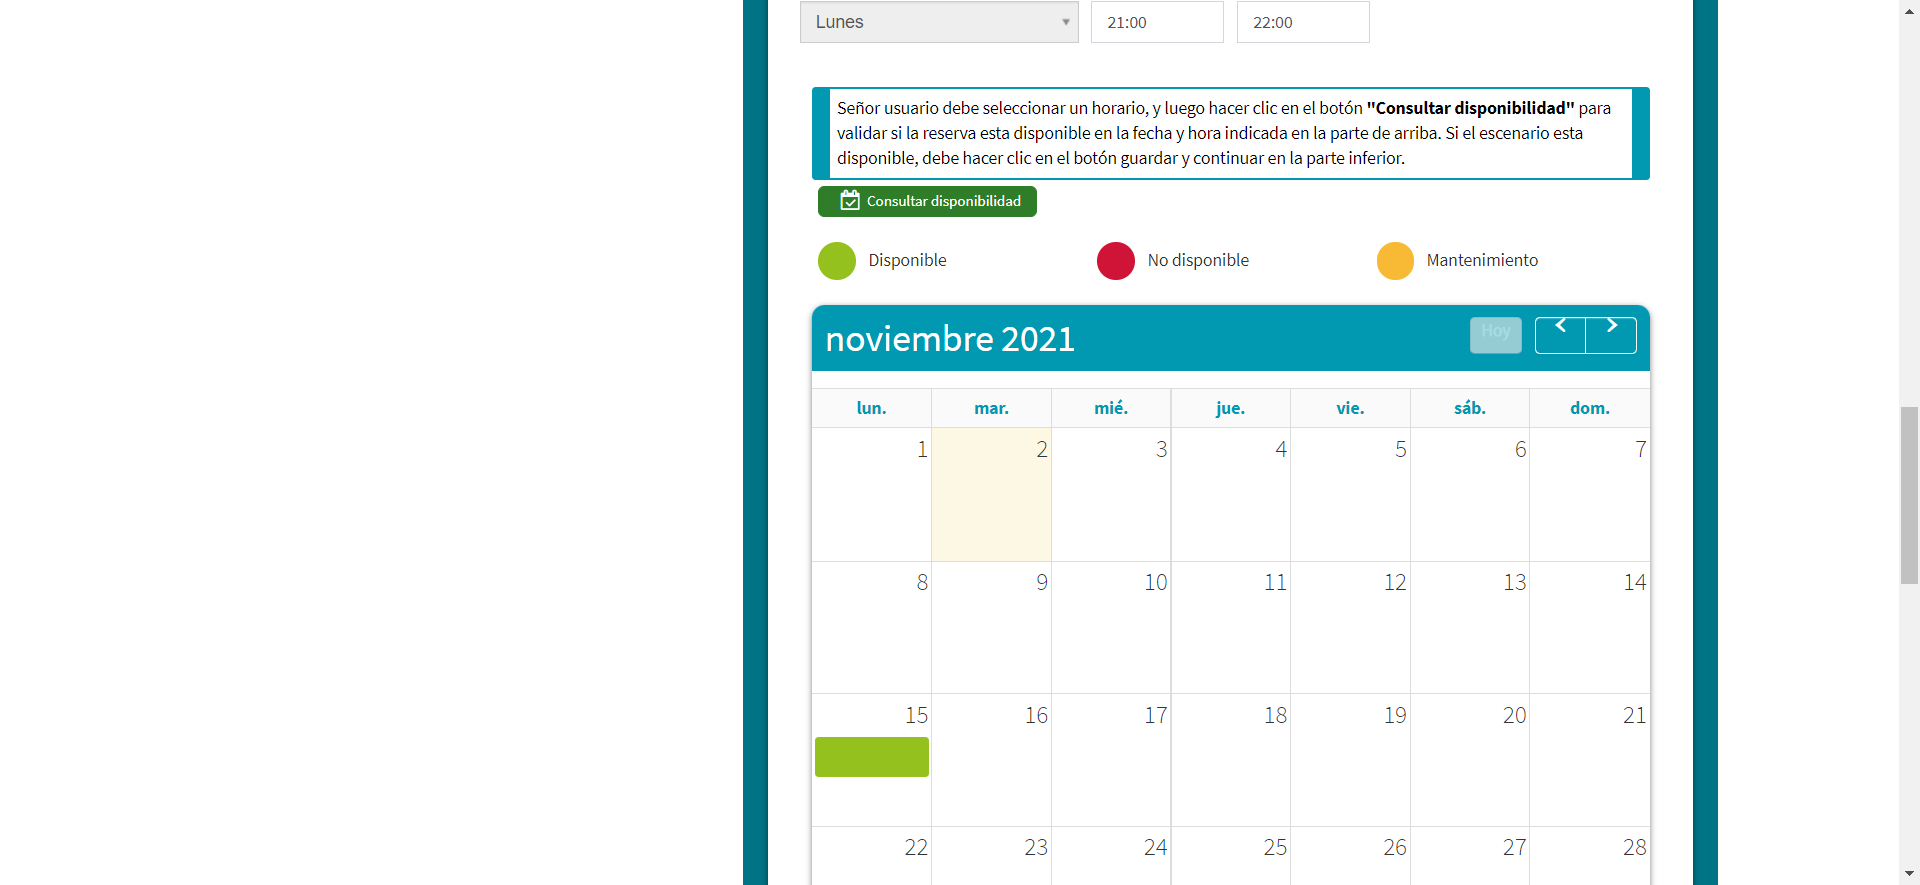 Lunes 21:00 22:00
Señor usuario debe seleccionar un horario, y luego hacer clic en el botón "Consultar disponibilidad" para
validar si la reserva esta disponible en la fecha y hora indicada en la parte de arriba. Si el escenario esta
disponible, debe hacer clic en el botón guardar y continuar en la parte inferior.
Consultar disponibilidad
Disponible No disponible Mantenimiento
noviembre 2021 Hoy
lun. mar. mié. jue. vie. sáb. dom.
1 2 3 4 5 6 7
8 9 10 11 12 13 14
15 16 17 18 19 20 21
22 23 24 25 26 27 28